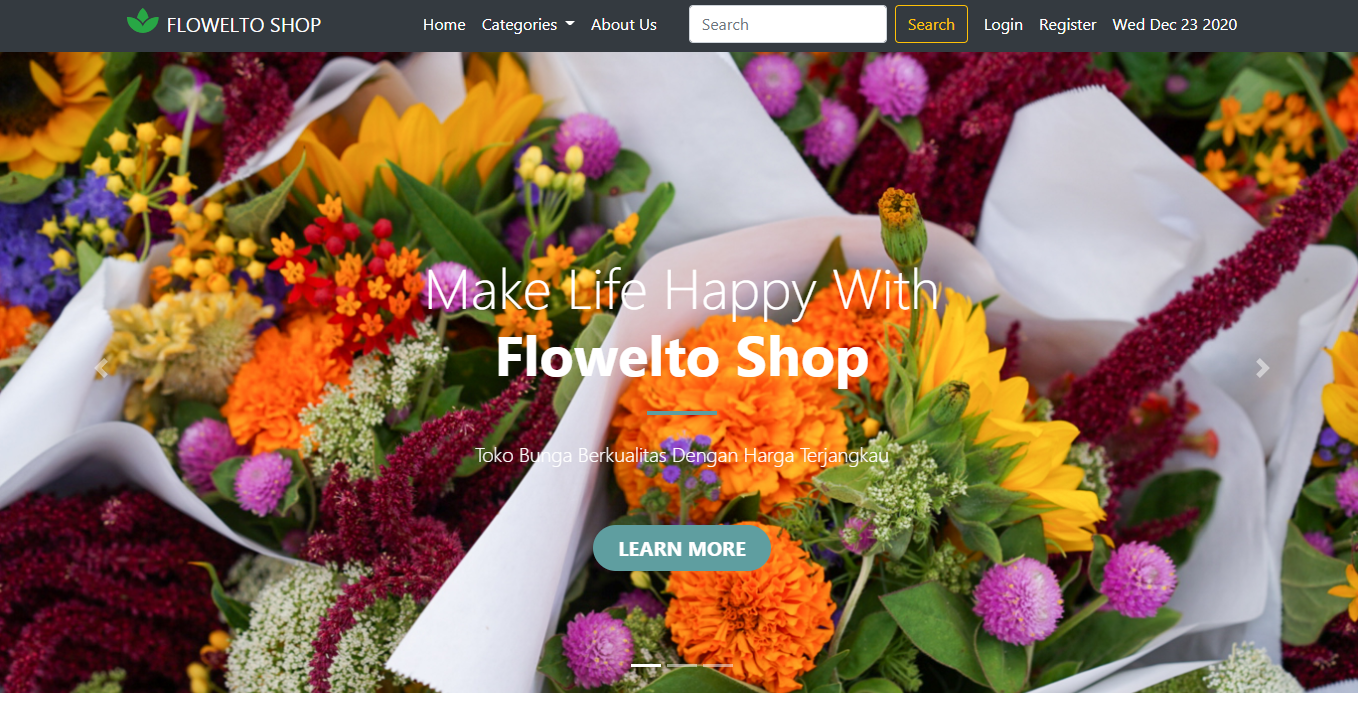 FLOWELTO SHOP
Home
Categories
About Us
Search
Search
Login
Register
Wed Dec 23 2020
Make Life Happy With
Flowelto Shop
Toko Bunga Berkualitas Dengan Harga Terjangkau
LEARN MORE